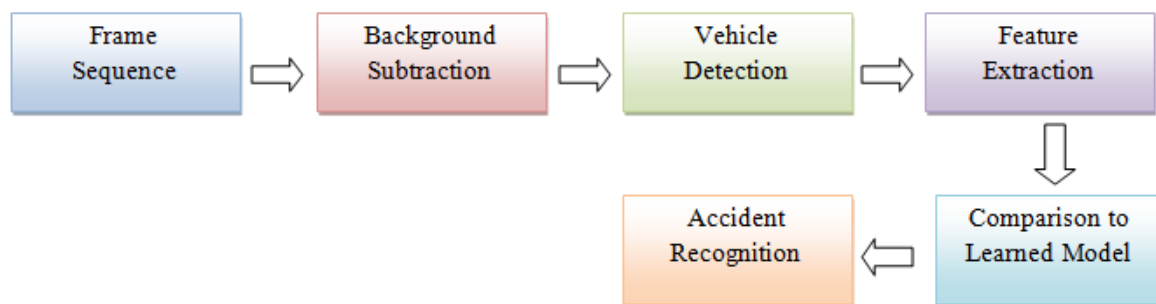 Frame
Sequence
Background
Subtraction
Vehicle
Detection
Feature
Extraction
Comparison to
Learned Model
Accident
Recognition